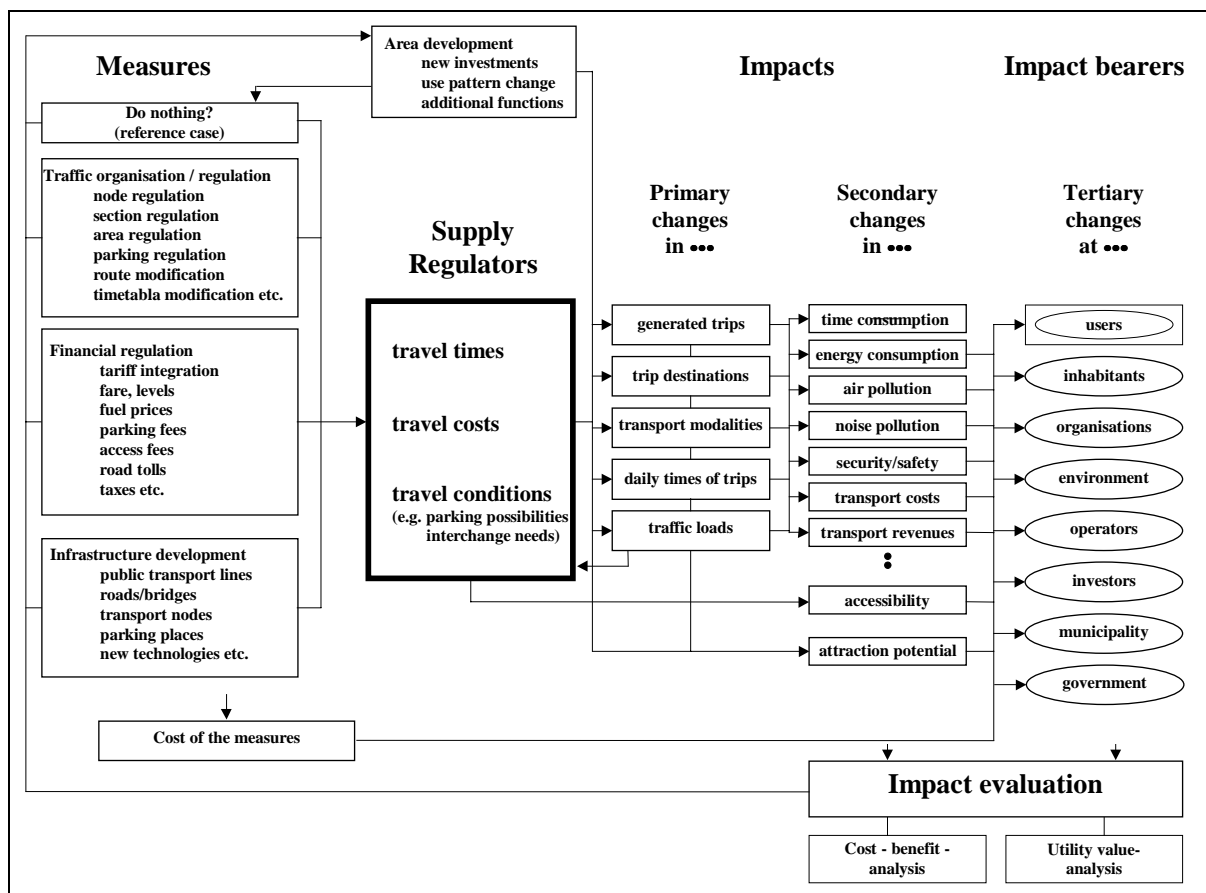 Area development
new investments
use pattern change
additional functions
Measures
Impacts
Impact bearers
Do nothing?
(reference case)
Traffic organisation / regulation
node regulation
section regulation
area regulation
parking regulation
route modification
timetabla modification etc.
Financial regulation
tariff integration
fare, levels
fuel prices
parking fees
access fees
road tolls
taxes etc.
Infrastructure development
public transport lines
roads/bridges
transport nodes
parking places
new technologies etc.
Cost of the measures
Supply
Regulators
travel times
travel costs
travel conditions
(e.g. parking possibilities
interchange needs)
Primary
changes
in •••
generated trips
trip destinations
transport modalities
daily times of trips
traffic loads
Secondary
changes
in •••
time consumption
energy consumption
air pollution
noise pollution
security/safety
transport costs
transport revenues
accessibility
attraction potential
Tertiary
changes
at •••
users
inhabitants
organisations
environment
operators
investors
municipality
government
Impact evaluation
Cost - benefit -
analysis
Utility value-
analysis